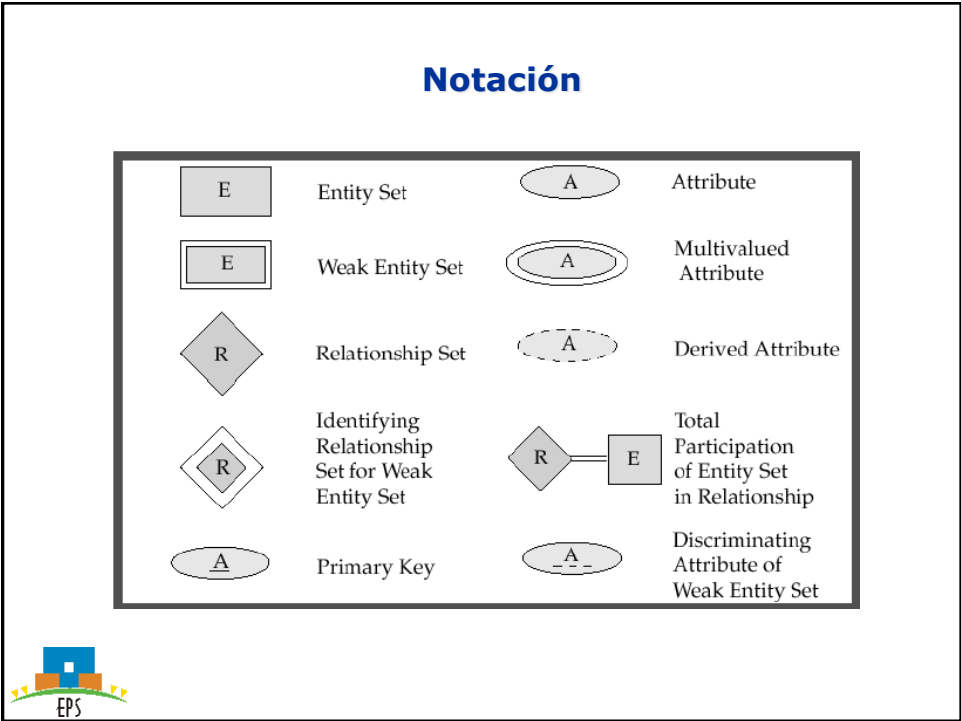 Notación
E
Entity Set
A
Attribute
E
Weak Entity Set
A
Multivalued
Attribute
R
Relationship Set
A
Derived Attribute
R
Identifying
Relationship
Set for Weak
Entity Set
R
E
Total
Participation
of Entity Set
in Relationship
A
Primary Key
A
Discriminating
Attribute of
Weak Entity Set
EPS